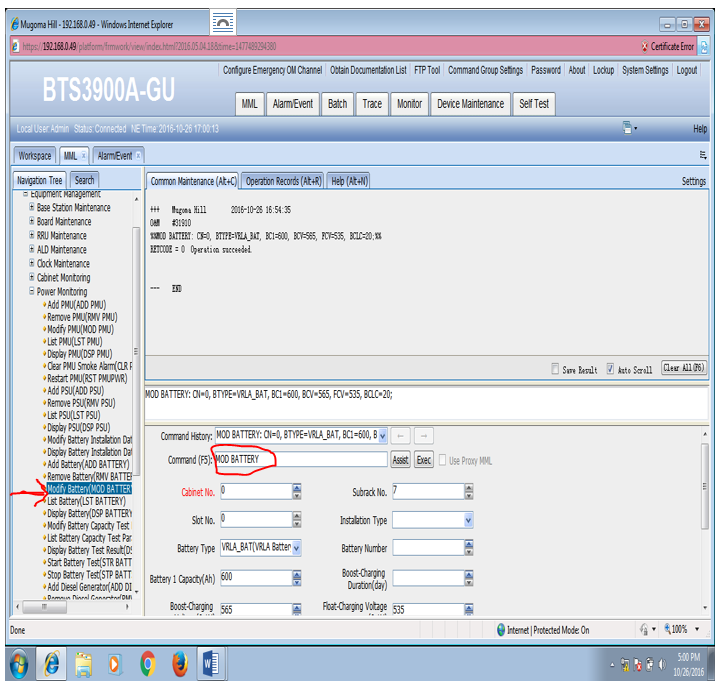 Mugoma Hill - 192.168.0.49 - Windows Internet Explorer
https://192.168.0.49/platform/frmwork/view/index.html?2016.05.04.18&time=1477489294380 Certificate Error
Configure Emergency OM Channel Obtain Documentation List FTP Tool Command Group Settings Password About Lockup System Settings Logout
BTS3900A-GU
MML Alarm/Event Batch Trace Monitor Device Maintenance Self Test
Local User: Admin Status: Connected NE Time: 2016-10-26 17:00:13 Help
Workspace MML Alarm/Event
Navigation Tree Search
Common Maintenance (Alt+C) Operation Records (Alt+R) Help (Alt+N) Settings
Equipment Management
Base Station Maintenance
Board Maintenance
RRU Maintenance
ALD Maintenance
Clock Maintenance
Cabinet Monitoring
Power Monitoring
Add PMU(ADD PMU)
Remove PMU(RMV PMU)
Modify PMU(MOD PMU)
List PMU(LST PMU)
Display PMU(DSP PMU)
Clear PMU Smoke Alarm(CLR P
Restart PMU(RST PMUPWR)
Add PSU(ADD PSU)
Remove PSU(RMV PSU)
List PSU(LST PSU)
Display PSU(DSP PSU)
Modify Battery Installation Dat
Display Battery Installation Dat
Add Battery(ADD BATTERY)
Remove Battery(RMV BATTER
Modify Battery(MOD BATTERY
List Battery(LST BATTERY)
Display Battery(DSP BATTERY
Modify Battery Capacity Test
List Battery Capacity Test Par
Display Battery Test Result(DS
Start Battery Test(STR BATT
Stop Battery Test(STP BATT
Add Diesel Generator(ADD DI
Remove Diesel Generator(RM
+++ Mugoma Hill 2016-10-26 16:54:35
O&M #31910
%%MOD BATTERY: CN=0, BTYPE=VRLA_BAT, BC1=600, BCV=565, FCV=535, BCLC=20;%%
RETCODE = 0 Operation succeeded.
--- END
Save Result Auto Scroll Clear All(F6)
MOD BATTERY: CN=0, BTYPE=VRLA_BAT, BC1=600, BCV=565, FCV=535, BCLC=20;
Command History: MOD BATTERY: CN=0, BTYPE=VRLA_BAT, BC1=600, B
Command (F5): MOD BATTERY Assist Exec Use Proxy MML
Cabinet No. 0 Subrack No. 7
Slot No. 0 Installation Type
Battery Type VRLA_BAT(VRLA Batter Battery Number
Battery 1 Capacity(Ah) 600 Boost-Charging
Duration(day)
Boost-Charging 565 Float-Charging Voltage 535
Done Internet | Protected Mode: On 100%
5:00 PM
10/26/2016